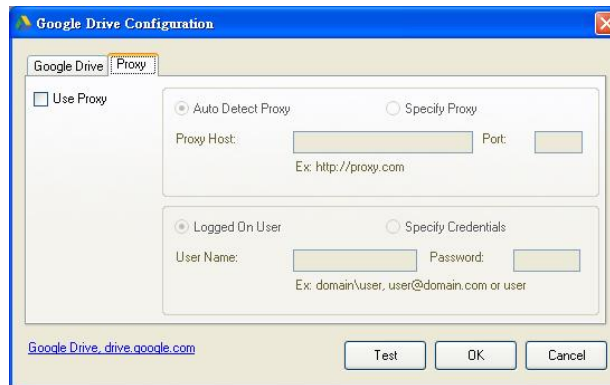 Google Drive Configuration
Google Drive Proxy
Use Proxy
Auto Detect Proxy Specify Proxy
Proxy Host: Port:
Ex: http://proxy.com
Logged On User Specify Credentials
User Name: Password:
Ex: domain\user, user@domain.com or user
Google Drive, drive.google.com
Test OK Cancel